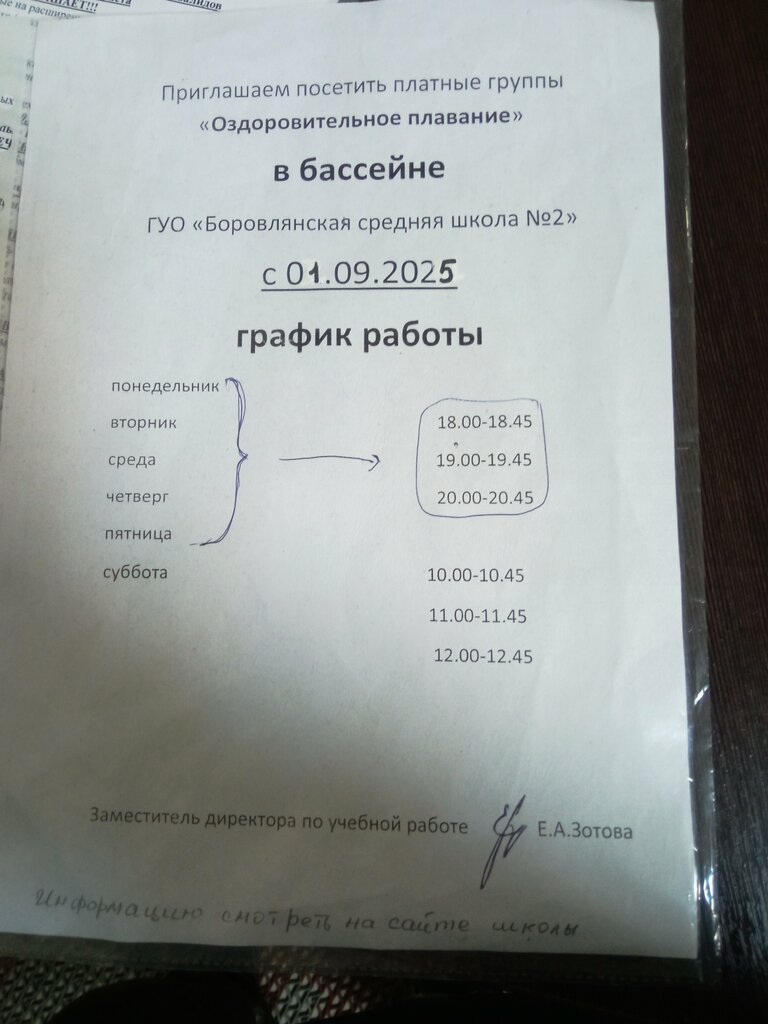 Приглашаем посетить платные группы
«Оздоровительное плавание»
в бассейне
ГУО «Боровлянская средняя школа №2»
с 01.09.2025
график работы
понедельник
вторник 18.00-18.45
среда 19.00-19.45
четверг 20.00-20.45
пятница
суббота 10.00-10.45
11.00-11.45
12.00-12.45
Заместитель директора по учебной работе Е.А.Зотова
Информацию смотреть на сайте школы